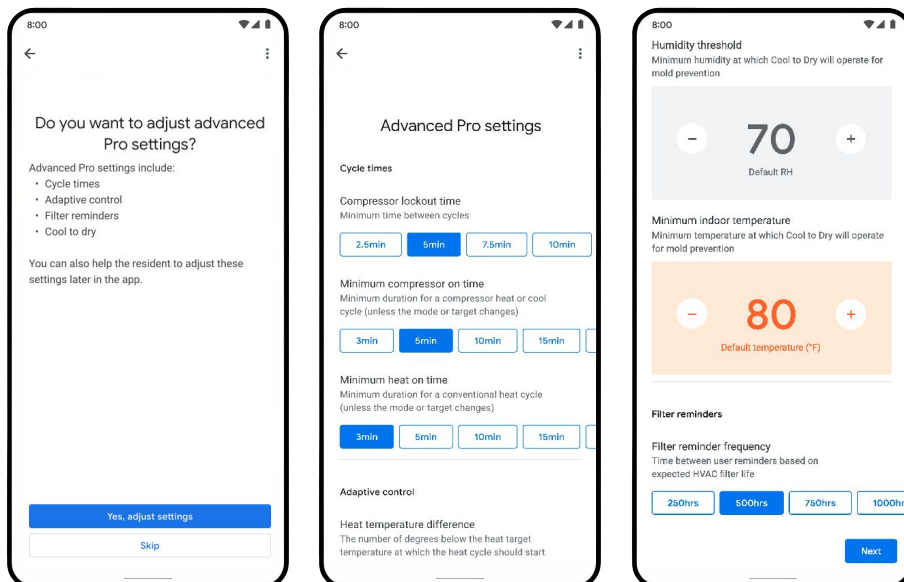 8:00
Do you want to adjust advanced
Pro settings?
Advanced Pro settings include:
• Cycle times
• Adaptive control
• Filter reminders
• Cool to dry
You can also help the resident to adjust these
settings later in the app.
Yes, adjust settings
Skip
8:00
Advanced Pro settings
Cycle times
Compressor lockout time
Minimum time between cycles
2.5min 5min 7.5min 10min
Minimum compressor on time
Minimum duration for a compressor heat or cool
cycle (unless the mode or target changes)
3min 5min 10min 15min
Minimum heat on time
Minimum duration for a conventional heat cycle
(unless the mode or target changes)
3min 5min 10min 15min
Adaptive control
Heat temperature difference
The number of degrees below the heat target
temperature at which the heat cycle should start
8:00
Humidity threshold
Minimum humidity at which Cool to Dry will operate for
mold prevention
− 70 +
Default RH
Minimum indoor temperature
Minimum temperature at which Cool to Dry will operate
for mold prevention
− 80 +
Default temperature (°F)
Filter reminders
Filter reminder frequency
Time between user reminders based on
expected HVAC filter life
250hrs 500hrs 750hrs 1000hr
Next